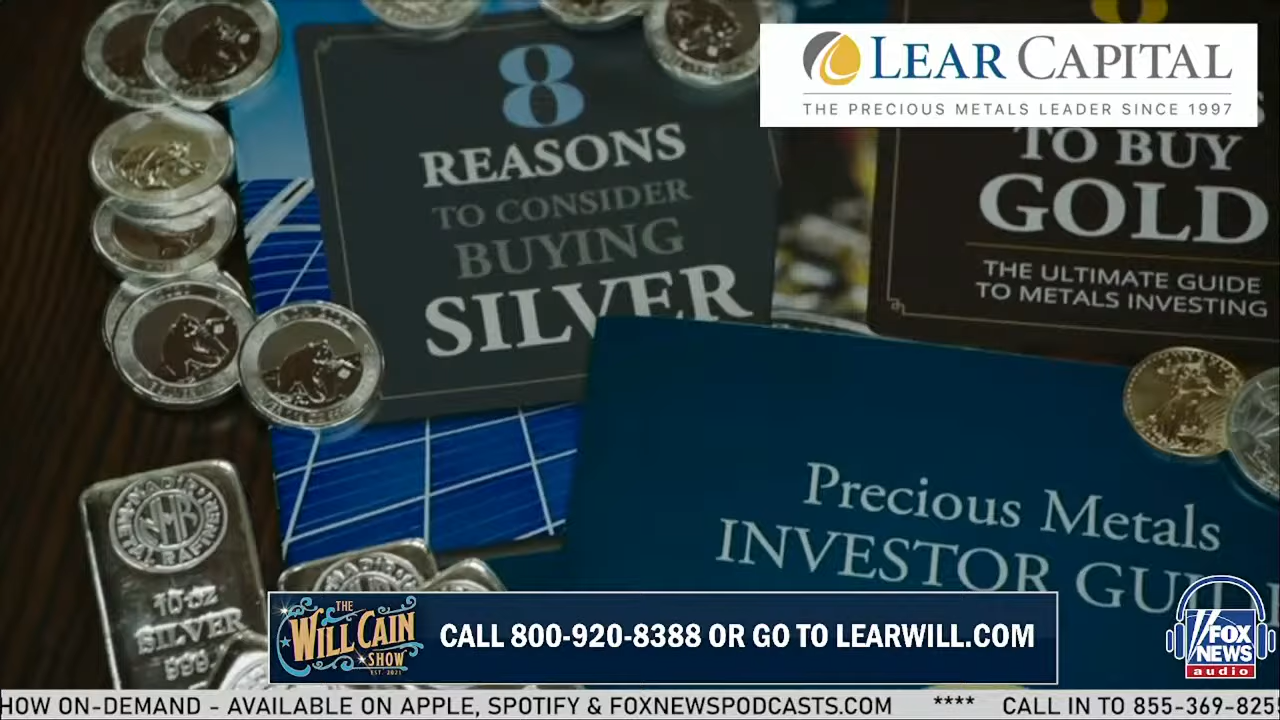 LEAR CAPITAL
THE PRECIOUS METALS LEADER SINCE 1997
8
REASONS
TO CONSIDER
BUYING
SILVER
TO BUY
GOLD
THE ULTIMATE GUIDE
TO METALS INVESTING
Precious Metals
INVESTOR GUI
NMR
10 oz
SILVER
999
THE
WILL CAIN
SHOW
EST. 2021
CALL 800-920-8388 OR GO TO LEARWILL.COM
FOX
NEWS
audio
HOW ON-DEMAND - AVAILABLE ON APPLE, SPOTIFY & FOXNEWSPODCASTS.COM **** CALL IN TO 855-369-825